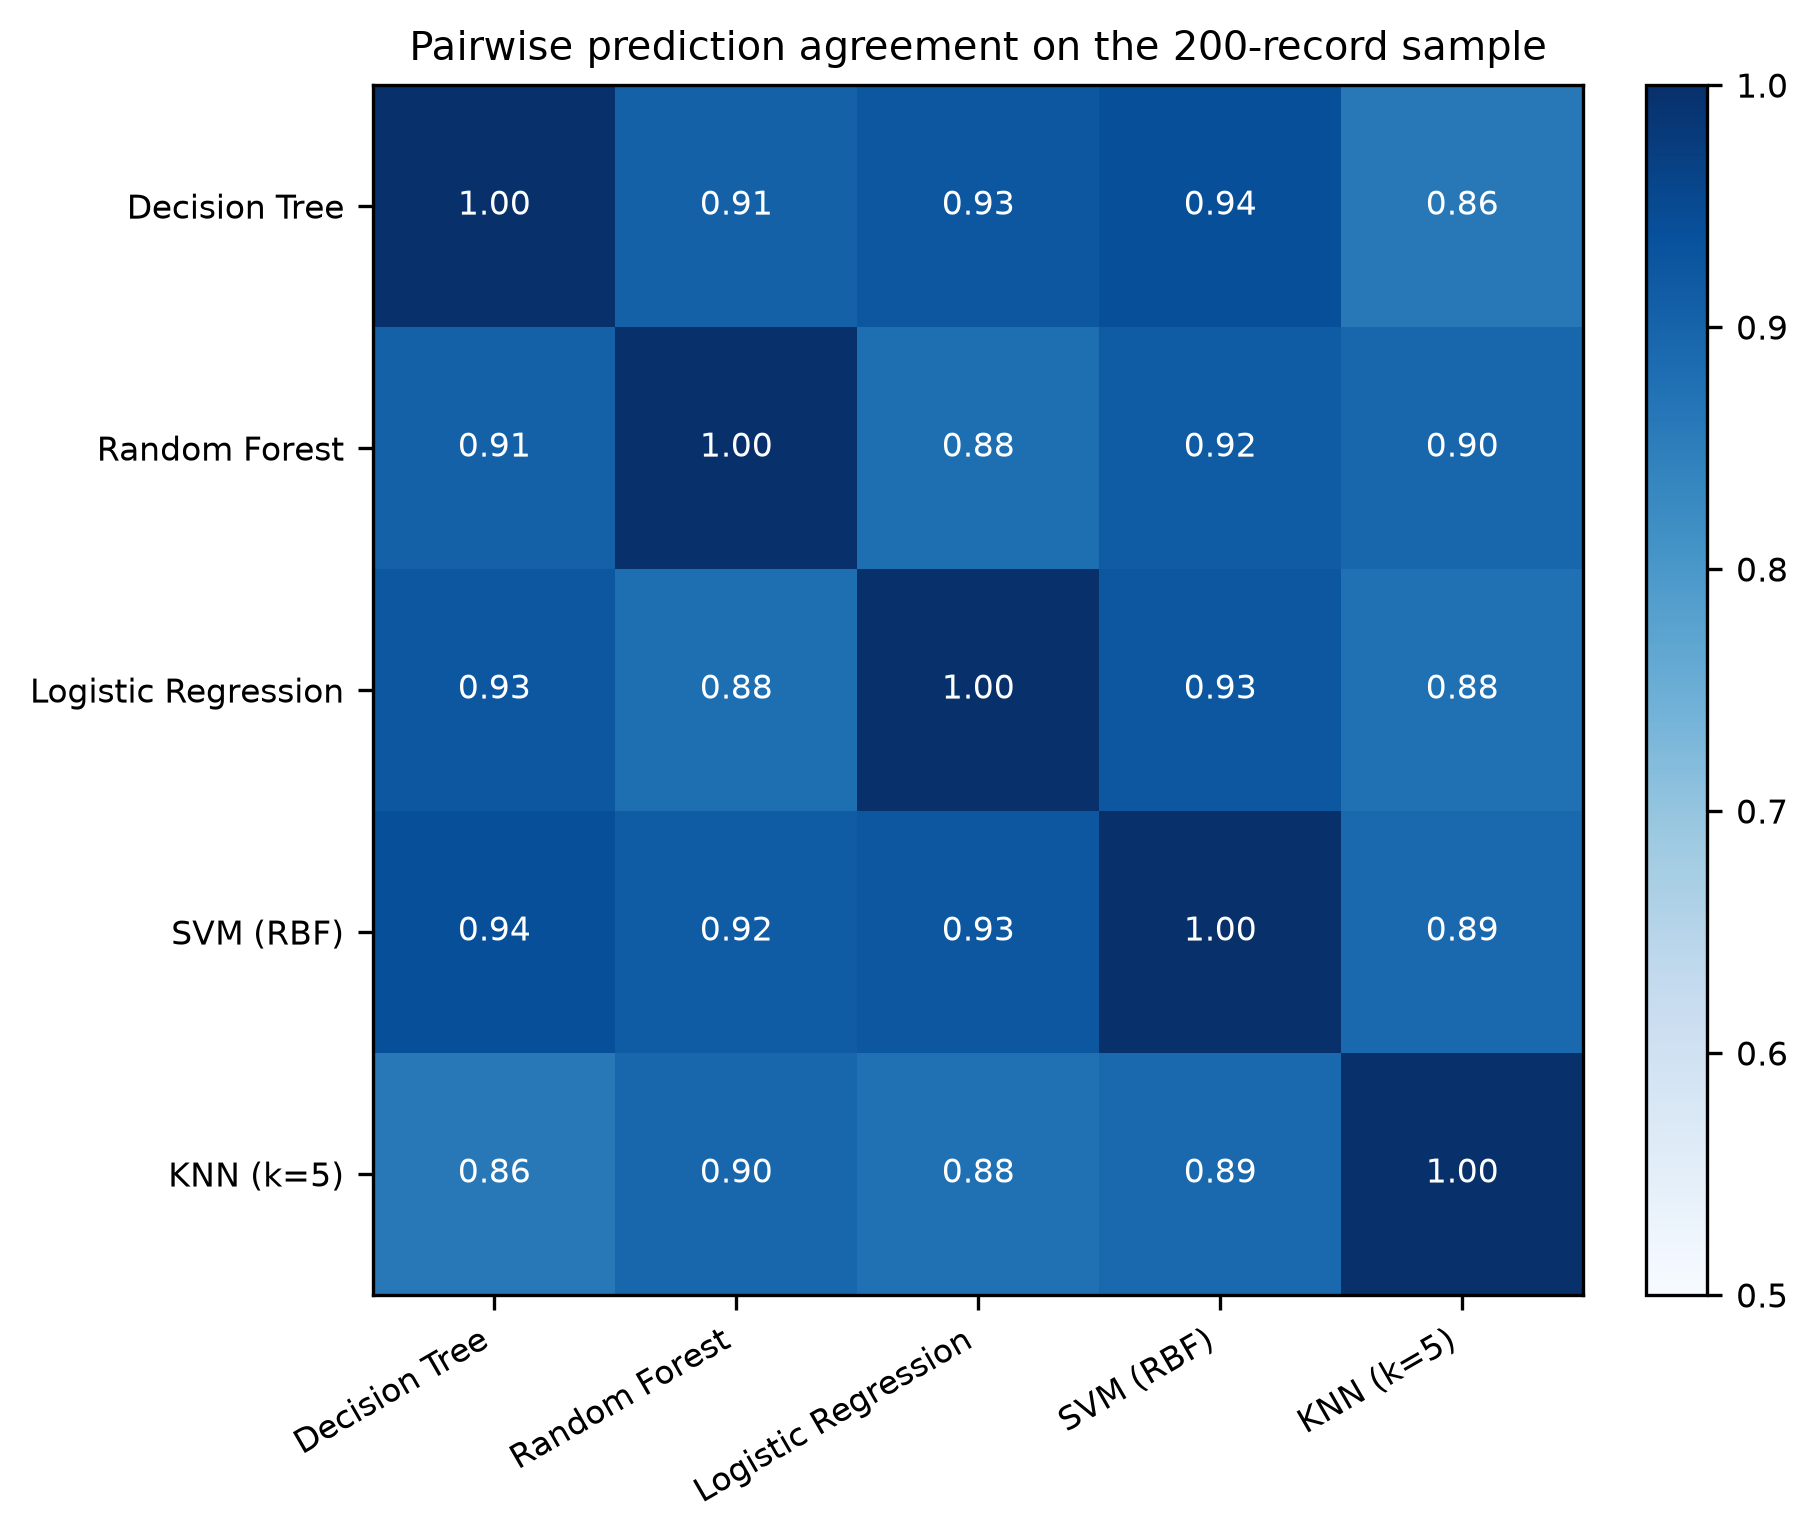 Pairwise prediction agreement on the 200-record sample
Decision Tree 1.00 0.91 0.93 0.94 0.86
Random Forest 0.91 1.00 0.88 0.92 0.90
Logistic Regression 0.93 0.88 1.00 0.93 0.88
SVM (RBF) 0.94 0.92 0.93 1.00 0.89
KNN (k=5) 0.86 0.90 0.88 0.89 1.00
Decision Tree
Random Forest
Logistic Regression
SVM (RBF)
KNN (k=5)
1.0
0.9
0.8
0.7
0.6
0.5